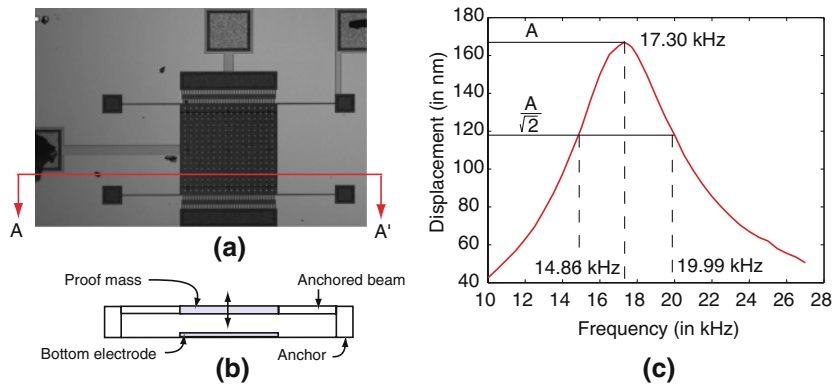 A
A'
(a)
Proof mass
Anchored beam
Bottom electrode
Anchor
(b)
Displacement (in nm)
180
160
140
120
100
80
60
40
A
A
√2
17.30 kHz
14.86 kHz
19.99 kHz
10 12 14 16 18 20 22 24 26 28
Frequency (in kHz)
(c)